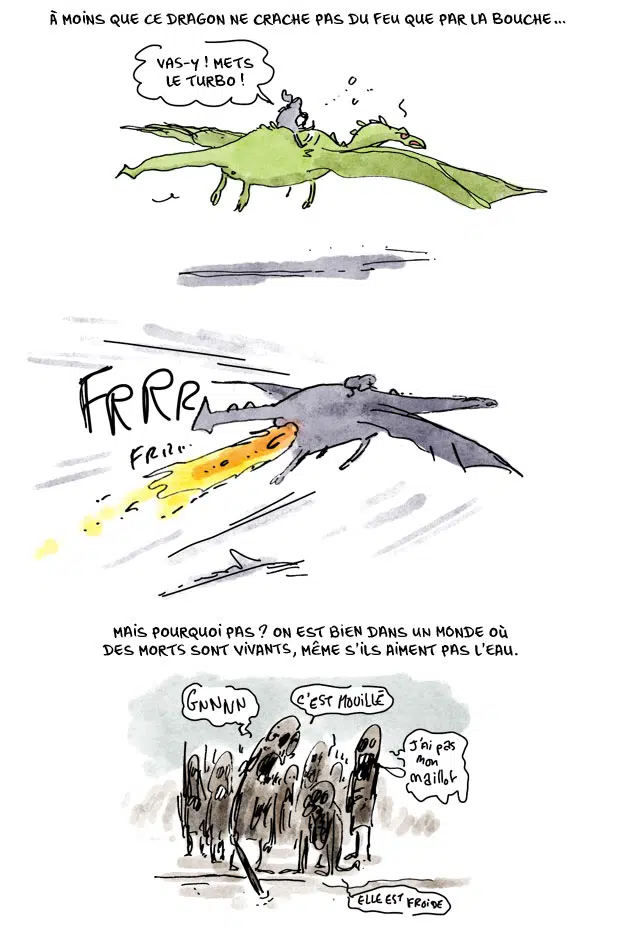 À MOINS QUE CE DRAGON NE CRACHE PAS DU FEU QUE PAR LA BOUCHE...
VAS-Y ! METS
LE TURBO !
FRRR
FRrr...
MAIS POURQUOI PAS ? ON EST BIEN DANS UN MONDE OÙ
DES MORTS SONT VIVANTS, MÊME S'ILS AIMENT PAS L'EAU.
GNNNN
C'EST MOUILLÉ
J'ai pas
mon
maillot
ELLE EST FROIDE